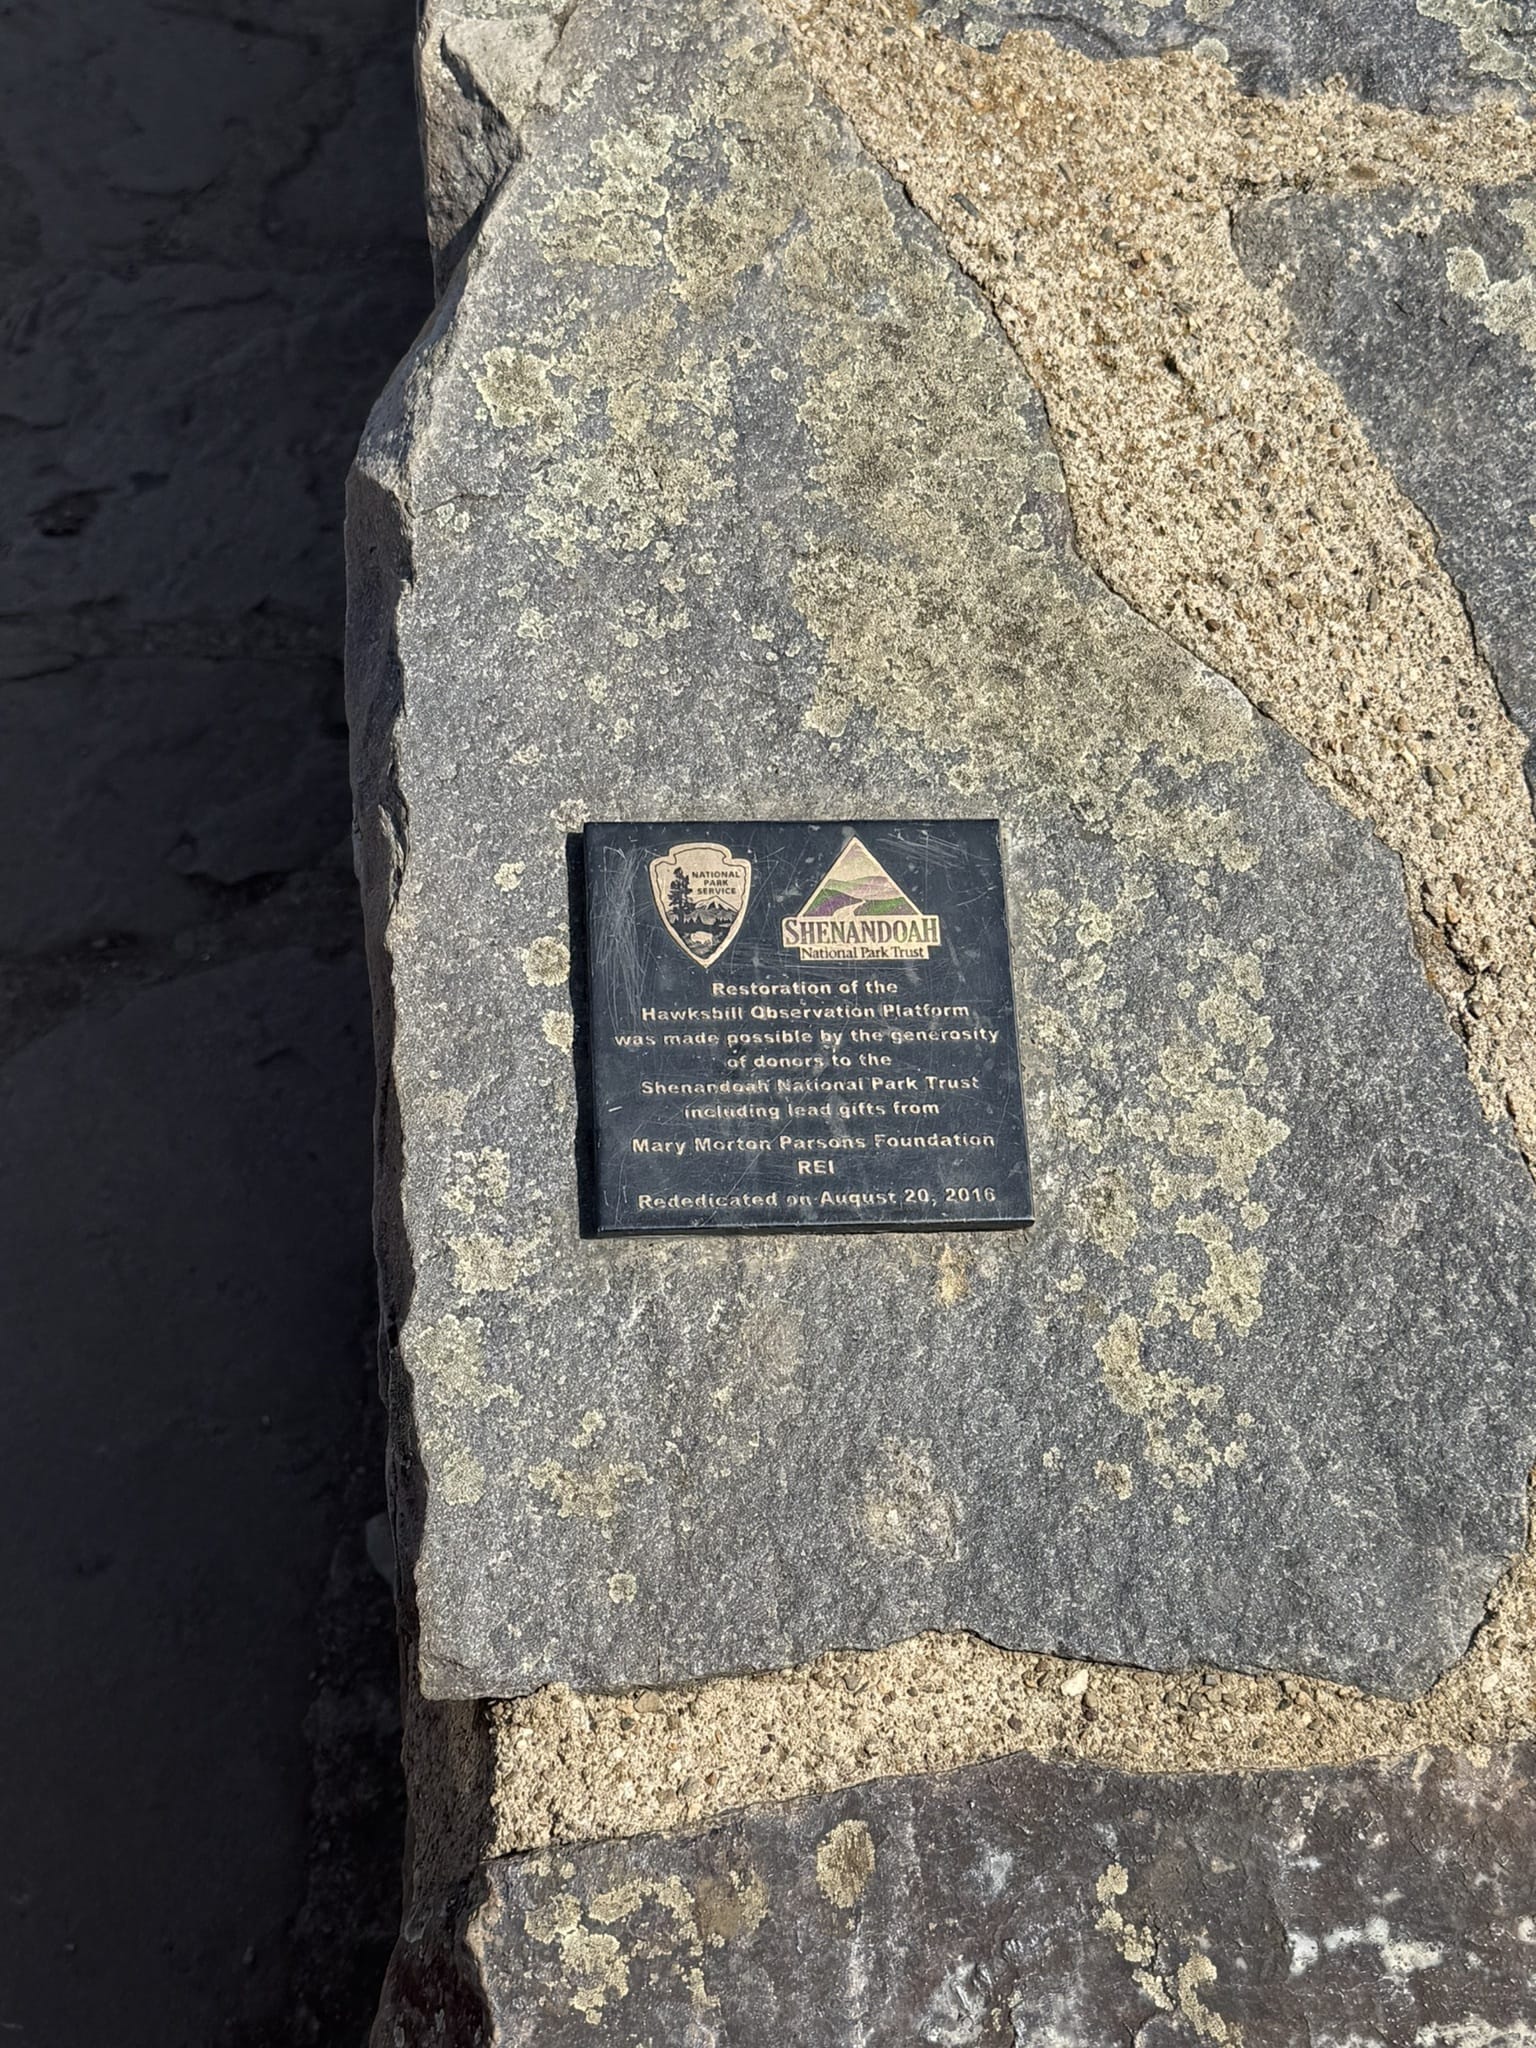 NATIONAL
PARK
SERVICE
SHENANDOAH
National Park Trust
Restoration of the
Hawksbill Observation Platform
was made possible by the generosity
of donors to the
Shenandoah National Park Trust
including lead gifts from
Mary Morton Parsons Foundation
REI
Rededicated on August 20, 2016